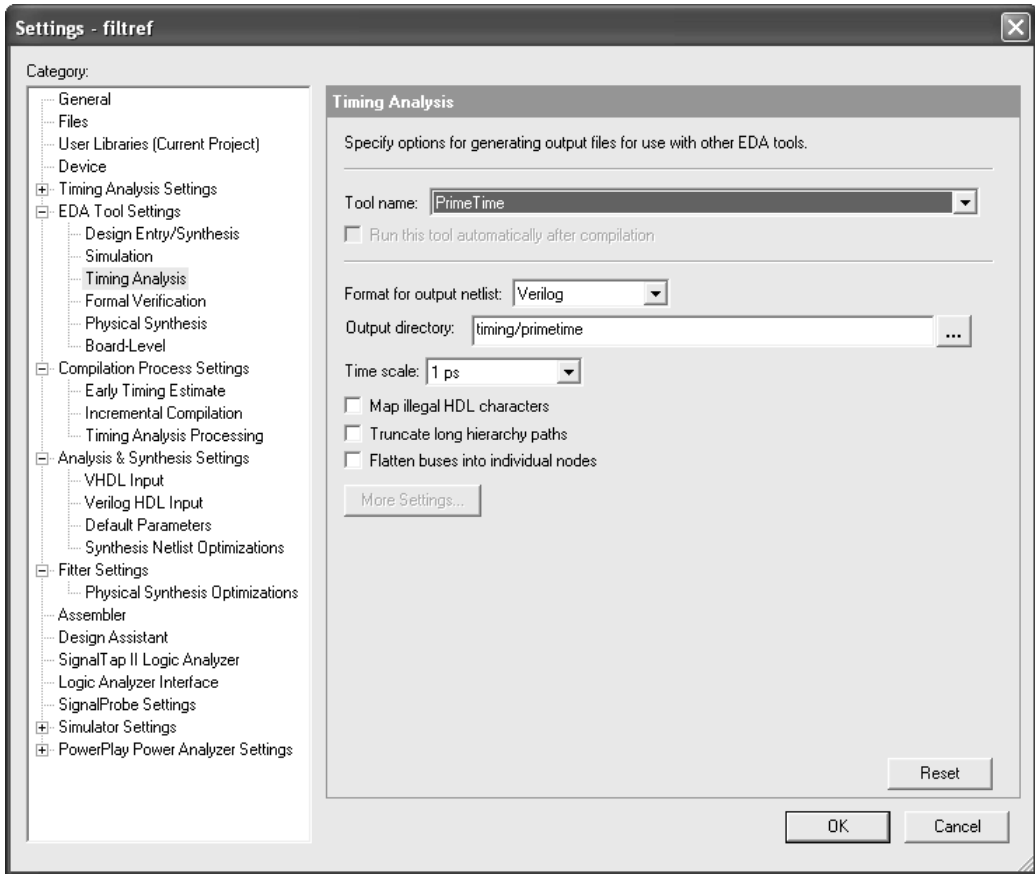 Settings - filtref
Category:
General
Files
User Libraries (Current Project)
Device
Timing Analysis Settings
EDA Tool Settings
Design Entry/Synthesis
Simulation
Timing Analysis
Formal Verification
Physical Synthesis
Board-Level
Compilation Process Settings
Early Timing Estimate
Incremental Compilation
Timing Analysis Processing
Analysis & Synthesis Settings
VHDL Input
Verilog HDL Input
Default Parameters
Synthesis Netlist Optimizations
Fitter Settings
Physical Synthesis Optimizations
Assembler
Design Assistant
SignalTap II Logic Analyzer
Logic Analyzer Interface
SignalProbe Settings
Simulator Settings
PowerPlay Power Analyzer Settings
Timing Analysis
Specify options for generating output files for use with other EDA tools.
Tool name: PrimeTime
Run this tool automatically after compilation
Format for output netlist: Verilog
Output directory: timing/primetime ...
Time scale: 1 ps
Map illegal HDL characters
Truncate long hierarchy paths
Flatten buses into individual nodes
More Settings...
Reset
OK Cancel